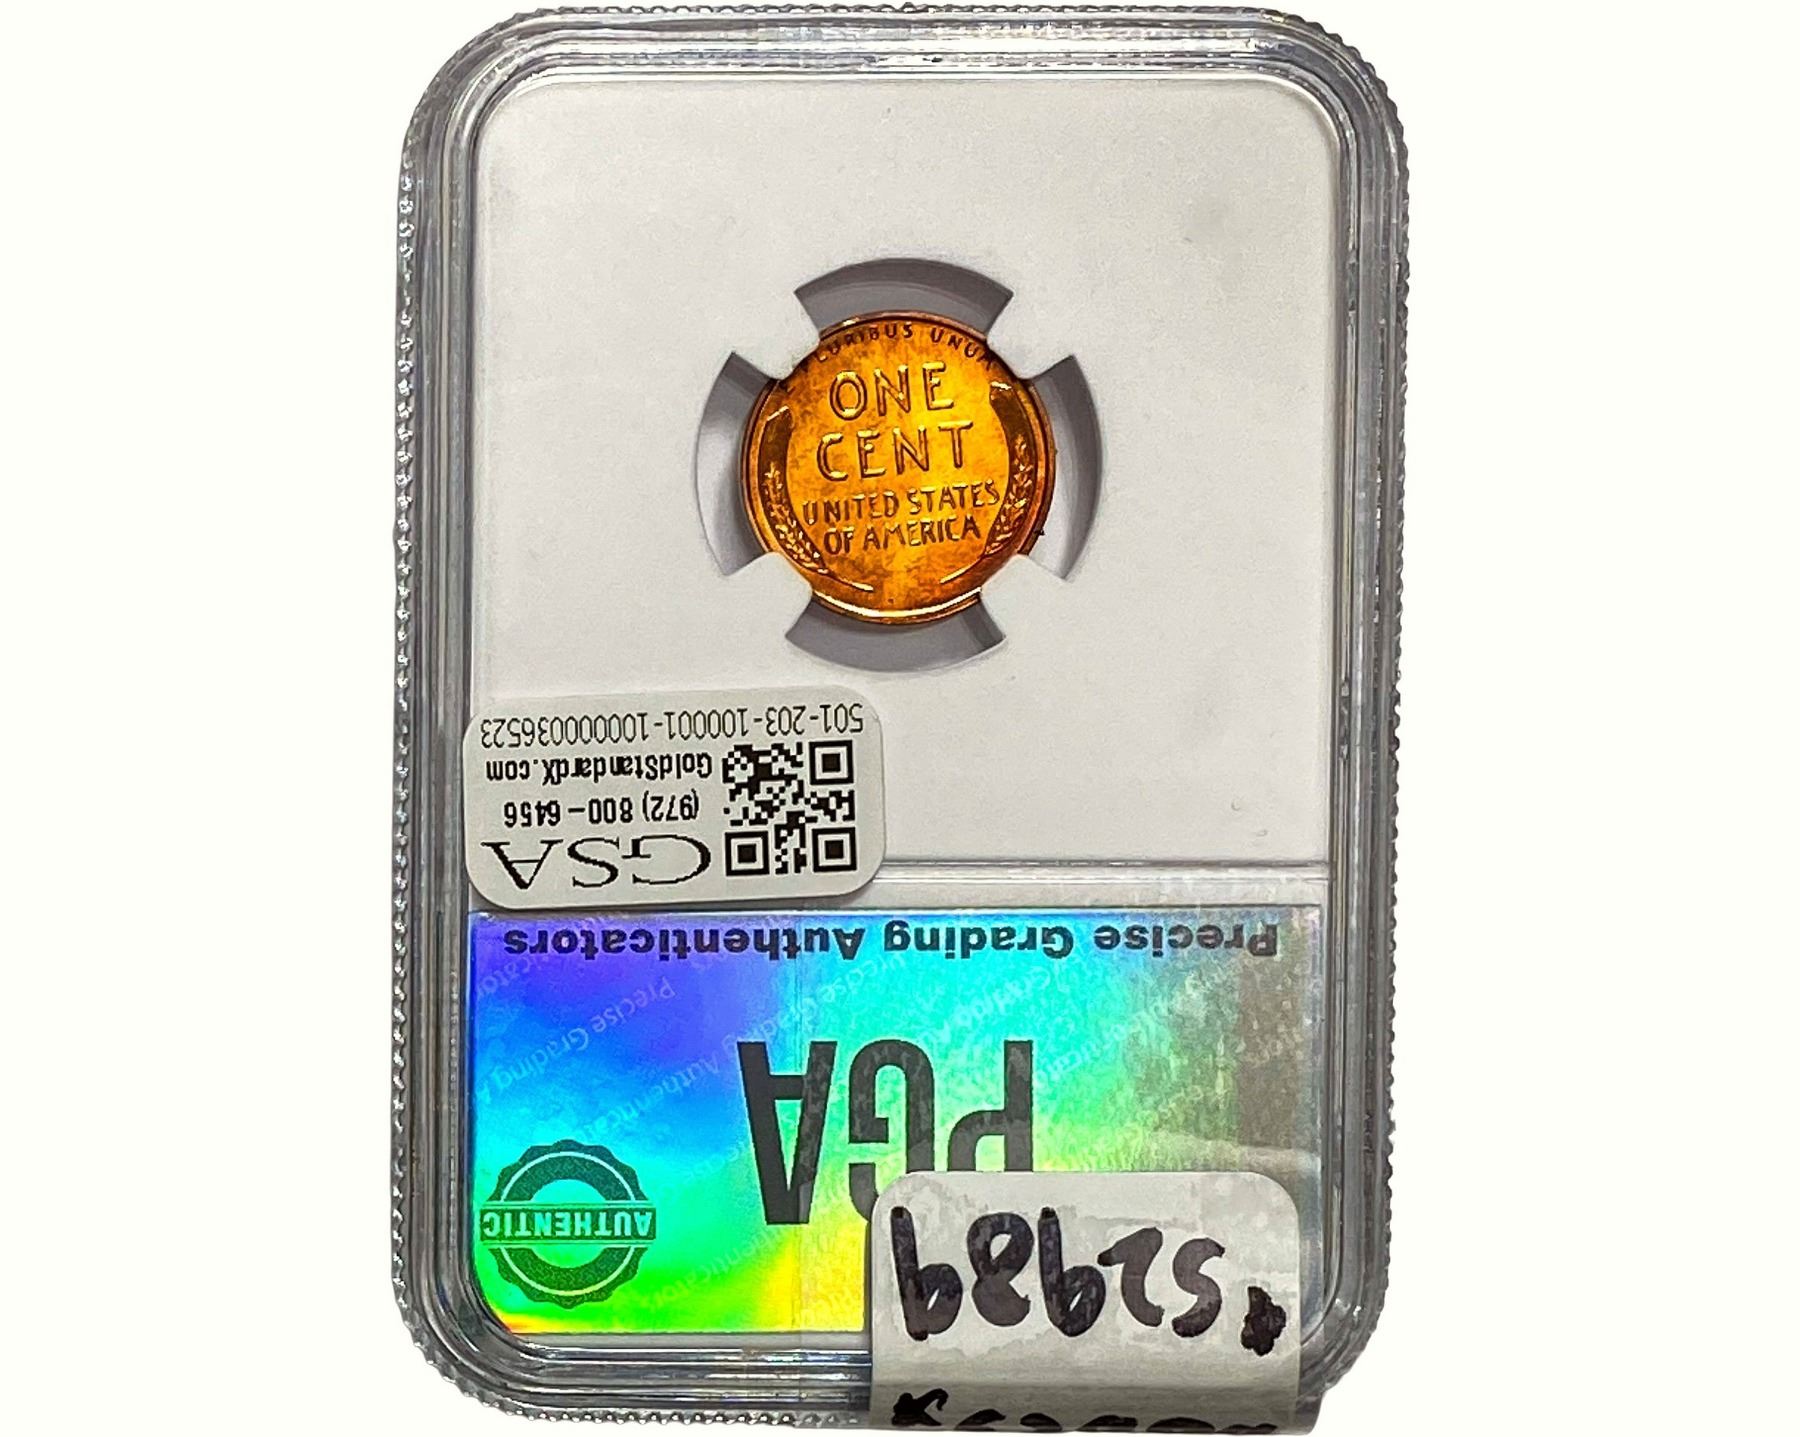 PLURIBUS UNUM
ONE
CENT
UNITED STATES
OF AMERICA
GSA
(972) 800-6456
GoldStandardX.com
501-203-100001-100000036523
Precise Grading Authenticators
PGA
AUTHENTIC
*52989